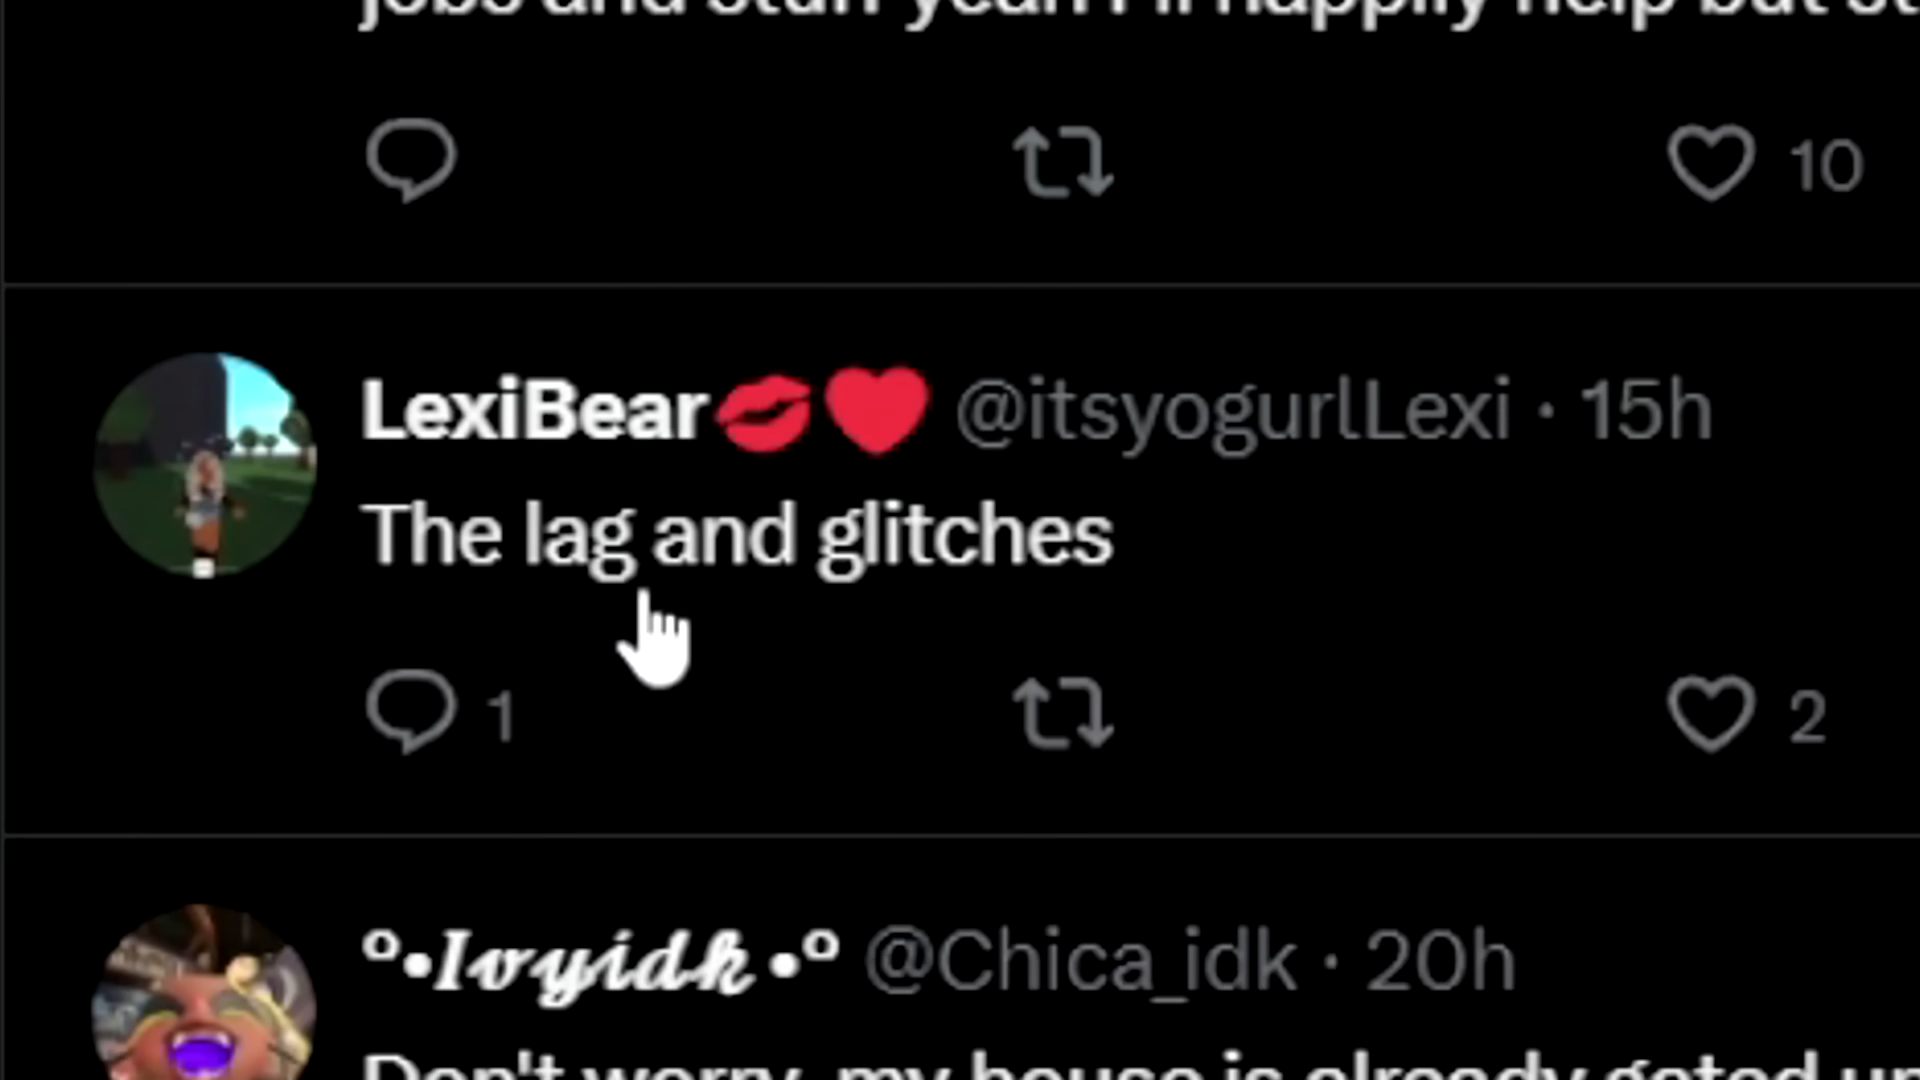 jobs and stuff yeah I'll happily help but
10
LexiBear💋❤️ @itsyogurlLexi · 15h
The lag and glitches
1 2
°•𝓘𝓿𝔂𝓲𝓭𝓴•° @Chica_idk · 20h
Don't worry, my house is already gated